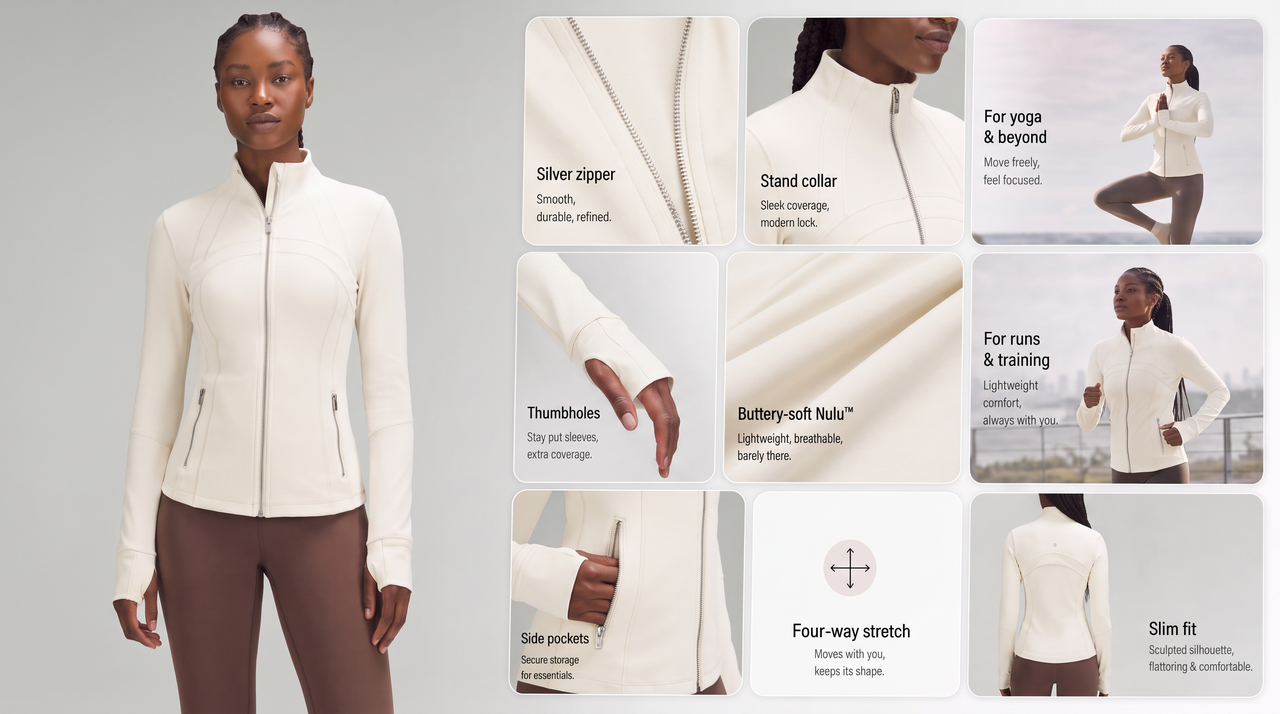 Silver zipper
Smooth,
durable, refined.
Stand collar
Sleek coverage,
modern lock.
For yoga
& beyond
Move freely,
feel focused.
Thumbholes
Stay put sleeves,
extra coverage.
Buttery-soft Nulu™
Lightweight, breathable,
barely there.
For runs
& training
Lightweight
comfort,
always with you.
Side pockets
Secure storage
for essentials.
Four-way stretch
Moves with you,
keeps its shape.
Slim fit
Sculpted silhouette,
flattoring & comfortable.